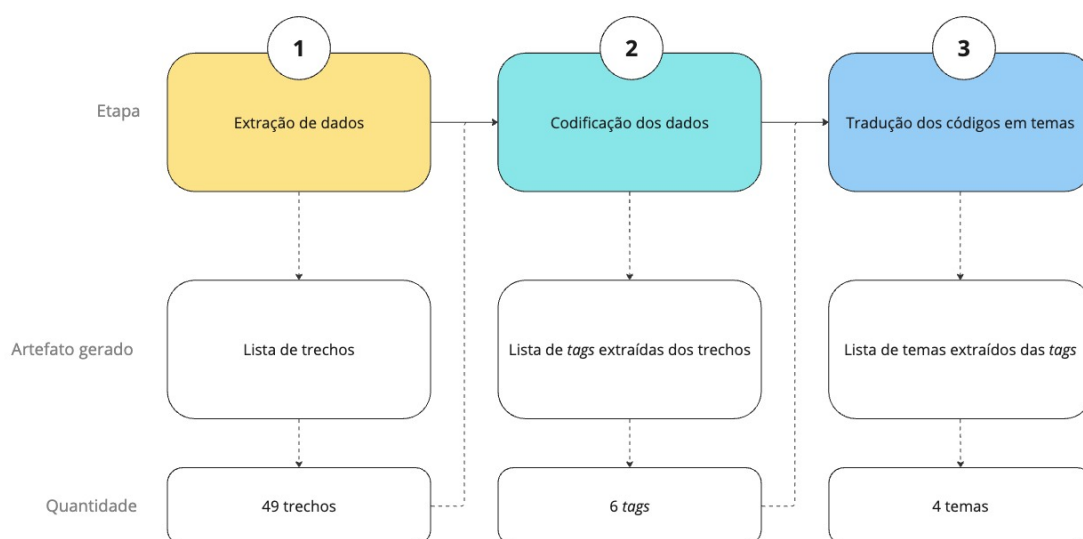 1
2
3
Etapa
Extração de dados
Codificação dos dados
Tradução dos códigos em temas
Artefato gerado
Lista de trechos
Lista de tags extraídas dos trechos
Lista de temas extraídos das tags
Quantidade
49 trechos
6 tags
4 temas